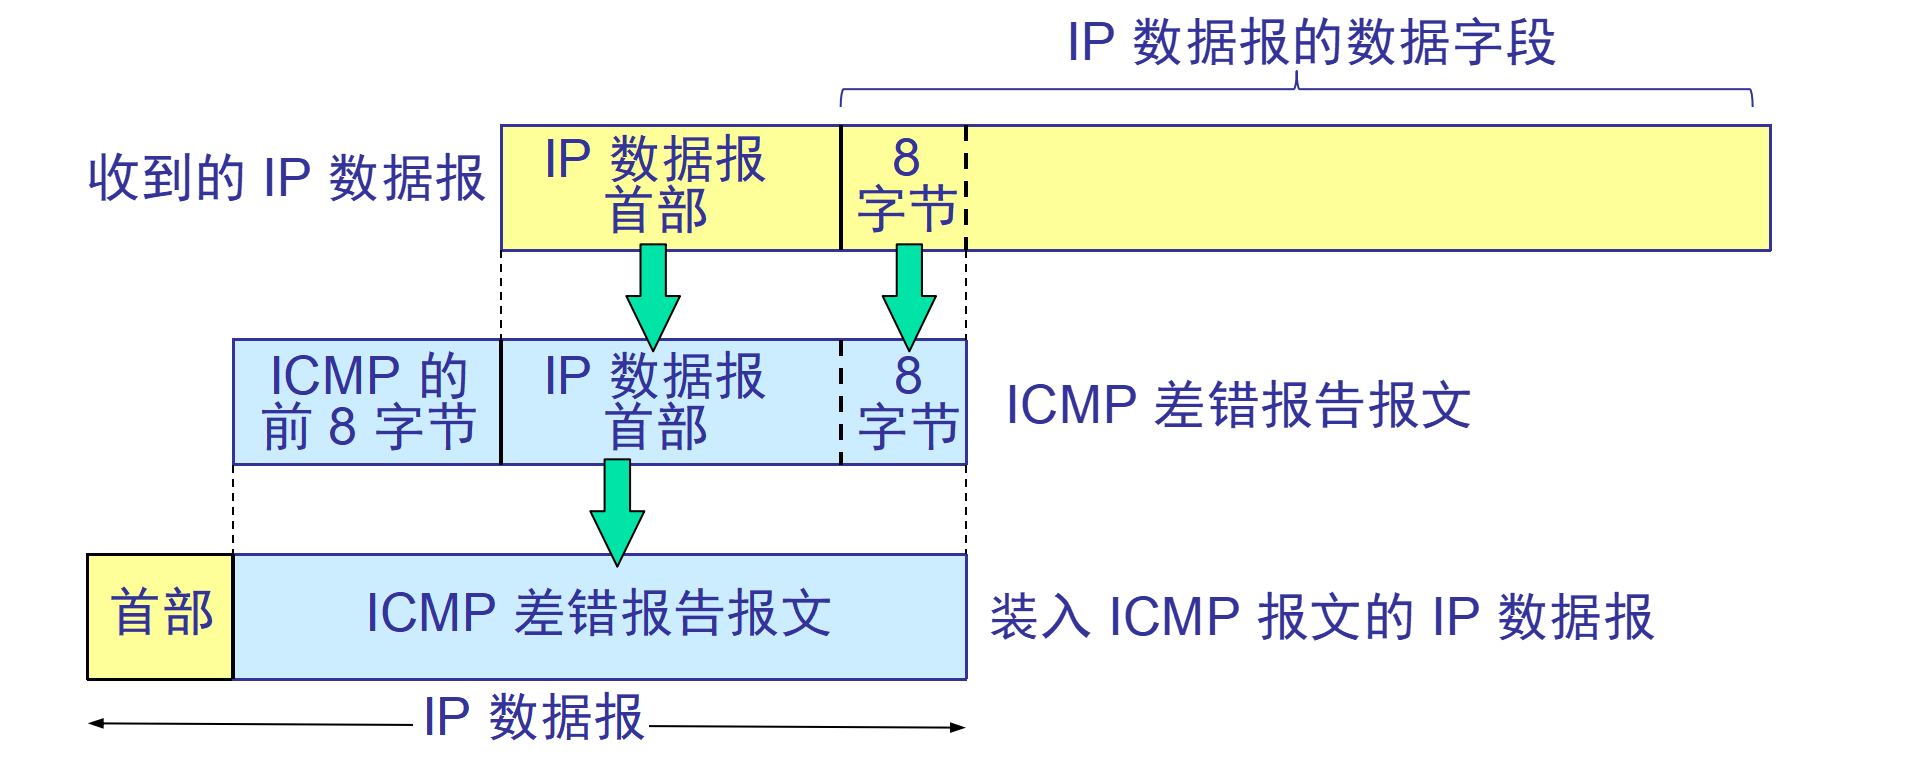 IP 数据报的数据字段
收到的 IP 数据报
IP 数据报
首部
8
字节
ICMP 的
前 8 字节
IP 数据报
首部
8
字节
ICMP 差错报告报文
首部
ICMP 差错报告报文
装入 ICMP 报文的 IP 数据报
IP 数据报